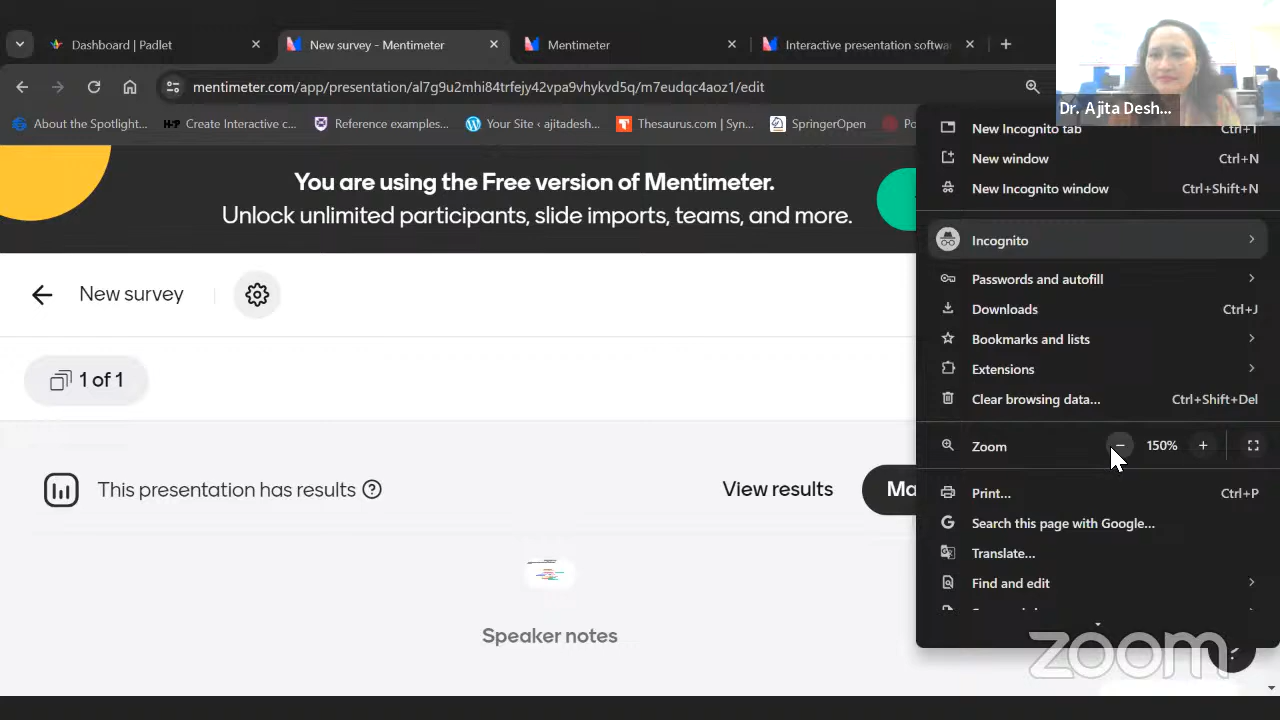 Dashboard | Padlet
New survey - Mentimeter
Mentimeter
Interactive presentation softwa
mentimeter.com/app/presentation/al7g9u2mhi84trfejy42vpa9vhykvd5q/m7eudqc4aoz1/edit
About the Spotlight...
H-P Create Interactive c...
Reference examples...
Your Site ‹ ajitadesh...
Thesaurus.com | Syn...
SpringerOpen
Po
Dr. Ajita Desh...
You are using the Free version of Mentimeter.
Unlock unlimited participants, slide imports, teams, and more.
New survey
1 of 1
This presentation has results
View results
Ma
Speaker notes
New Incognito tab Ctrl+T
New window Ctrl+N
New Incognito window Ctrl+Shift+N
Incognito
Passwords and autofill
Downloads Ctrl+J
Bookmarks and lists
Extensions
Clear browsing data... Ctrl+Shift+Del
Zoom − 150% +
Print... Ctrl+P
Search this page with Google...
Translate...
Find and edit
zoom